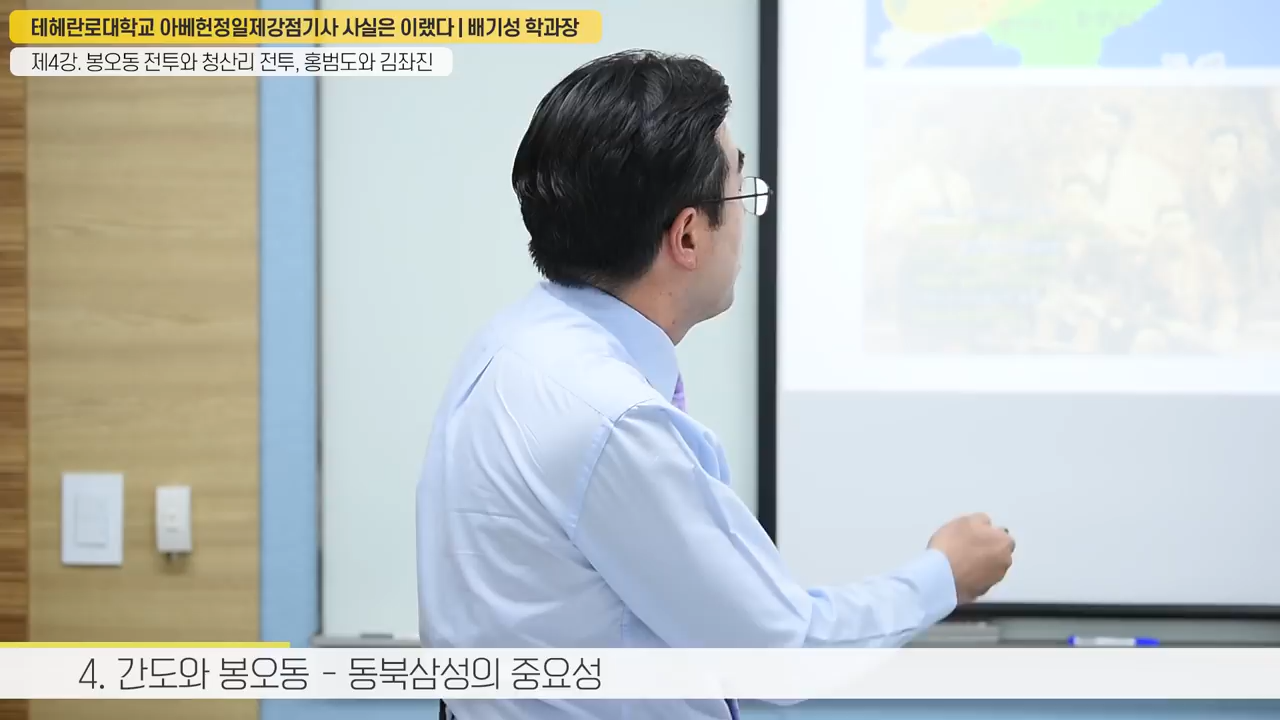 테헤란로대학교 아베헌정일제강점기사 사실은 이랬다 | 배기성 학과장
제4강. 봉오동 전투와 청산리 전투, 홍범도와 김좌진
4. 간도와 봉오동 - 동북삼성의 중요성